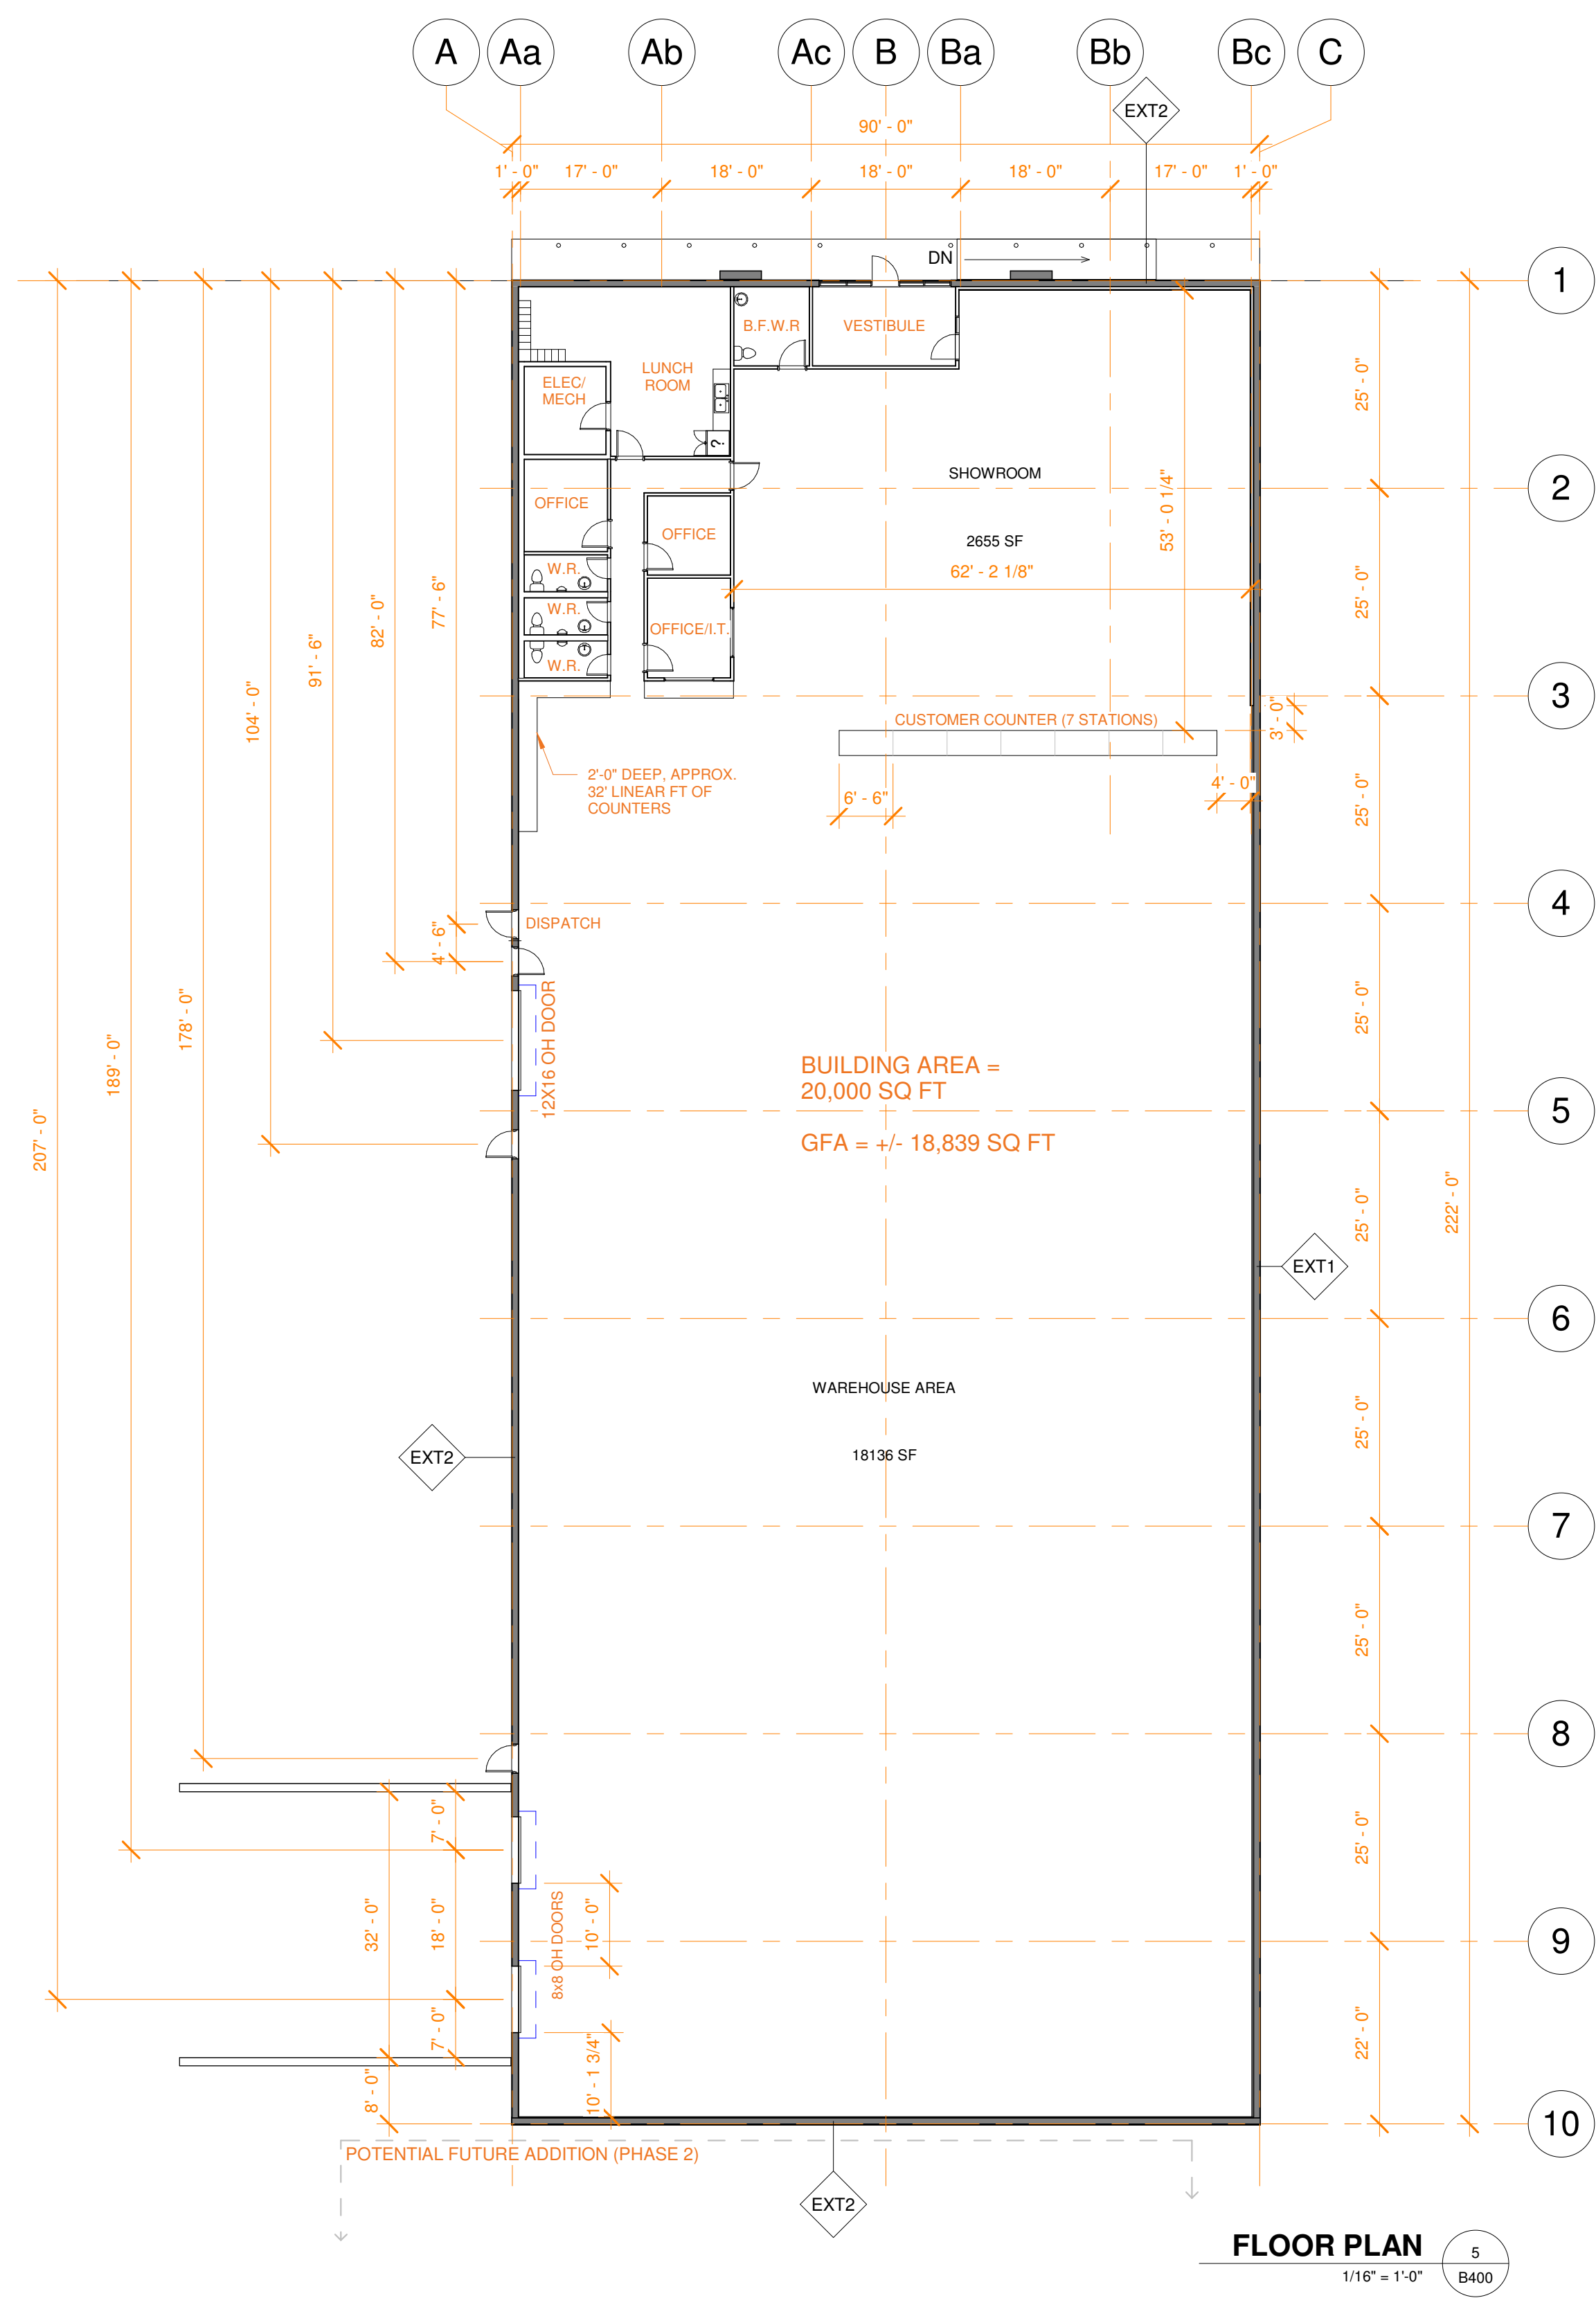 A Aa Ab Ac B Ba Bb Bc C
EXT2
90' - 0"
1' - 0" 17' - 0" 18' - 0" 18' - 0" 18' - 0" 17' - 0" 1' - 0"
DN
1
B.F.W.R
VESTIBULE
LUNCH
ROOM
ELEC/
MECH
?
25' - 0"
SHOWROOM
2655 SF
62' - 2 1/8"
53' - 0 1/4"
2
OFFICE
OFFICE
W.R.
W.R.
OFFICE/I.T.
W.R.
25' - 0"
77' - 6"
82' - 0"
91' - 6"
104' - 0"
178' - 0"
189' - 0"
207' - 0"
3
CUSTOMER COUNTER (7 STATIONS)
3' - 0"
4' - 0"
6' - 6"
2'-0" DEEP, APPROX.
32' LINEAR FT OF
COUNTERS
25' - 0"
4
DISPATCH
4' - 6"
12X16 OH DOOR
25' - 0"
BUILDING AREA =
20,000 SQ FT
GFA = +/- 18,839 SQ FT
5
222' - 0"
25' - 0"
EXT1
6
WAREHOUSE AREA
18136 SF
25' - 0"
EXT2
7
25' - 0"
8
7' - 0"
25' - 0"
32' - 0"
18' - 0"
8x8 OH DOORS
10' - 0"
9
7' - 0"
8' - 0"
10' - 1 3/4"
22' - 0"
10
POTENTIAL FUTURE ADDITION (PHASE 2)
EXT2
FLOOR PLAN
1/16" = 1'-0"
5
B400